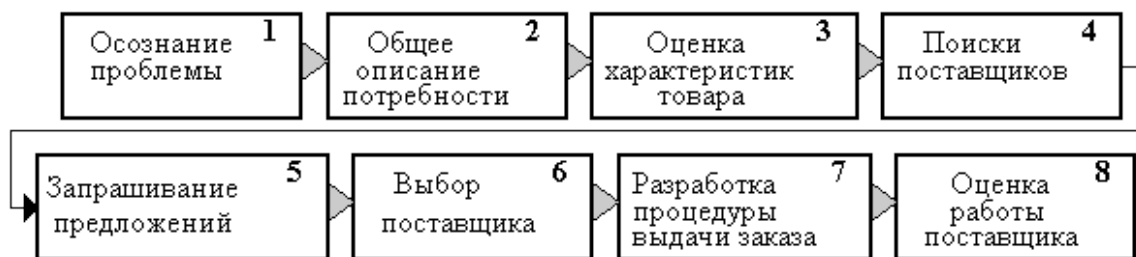 Осознание 1
проблемы
Общее 2
описание
потребности
Оценка 3
характеристик
товара
Поиски 4
поставщиков
Запрашивание 5
предложений
Выбор 6
поставщика
Разработка 7
процедуры
выдачи заказа
Оценка 8
работы
поставщика